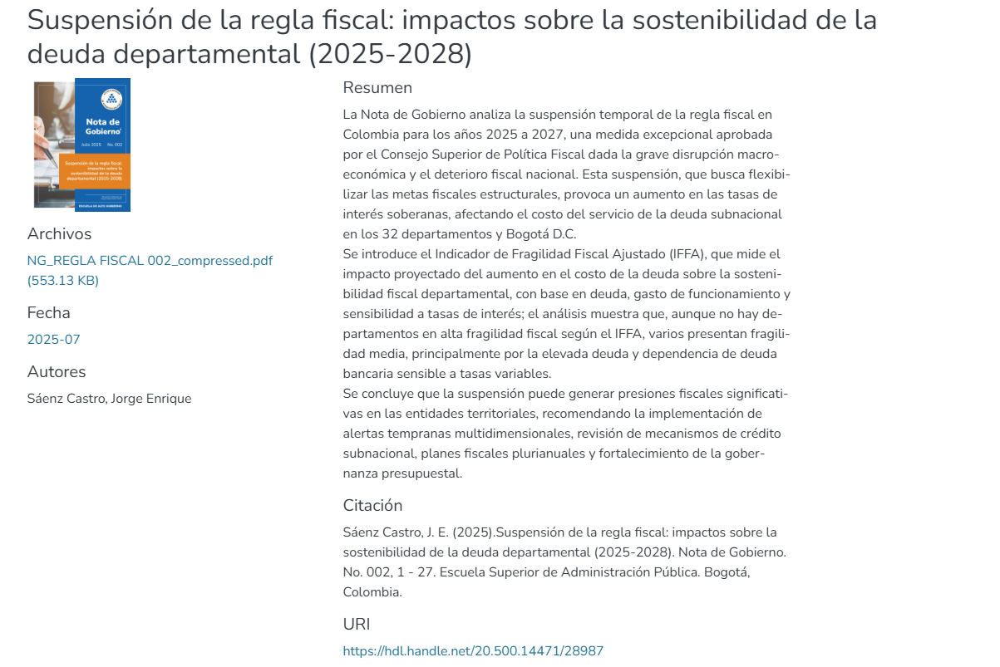 Suspensión de la regla fiscal: impactos sobre la sostenibilidad de la
deuda departamental (2025-2028)
Nota de
Gobierno
Julio 2025 No. 002
Suspensión de la regla fiscal:
impactos sobre la
sostenibilidad de la deuda
departamental (2025-2028)
ESCUELA DE ALTO GOBIERNO
Archivos
NG_REGLA FISCAL 002_compressed.pdf
(553.13 KB)
Fecha
2025-07
Autores
Sáenz Castro, Jorge Enrique
Resumen
La Nota de Gobierno analiza la suspensión temporal de la regla fiscal en
Colombia para los años 2025 a 2027, una medida excepcional aprobada
por el Consejo Superior de Política Fiscal dada la grave disrupción macro-
económica y el deterioro fiscal nacional. Esta suspensión, que busca flexibi-
lizar las metas fiscales estructurales, provoca un aumento en las tasas de
interés soberanas, afectando el costo del servicio de la deuda subnacional
en los 32 departamentos y Bogotá D.C.
Se introduce el Indicador de Fragilidad Fiscal Ajustado (IFFA), que mide el
impacto proyectado del aumento en el costo de la deuda sobre la sosteni-
bilidad fiscal departamental, con base en deuda, gasto de funcionamiento y
sensibilidad a tasas de interés; el análisis muestra que, aunque no hay de-
partamentos en alta fragilidad fiscal según el IFFA, varios presentan fragili-
dad media, principalmente por la elevada deuda y dependencia de deuda
bancaria sensible a tasas variables.
Se concluye que la suspensión puede generar presiones fiscales significati-
vas en las entidades territoriales, recomendando la implementación de
alertas tempranas multidimensionales, revisión de mecanismos de crédito
subnacional, planes fiscales plurianuales y fortalecimiento de la gober-
nanza presupuestal.
Citación
Sáenz Castro, J. E. (2025).Suspensión de la regla fiscal: impactos sobre la
sostenibilidad de la deuda departamental (2025-2028). Nota de Gobierno.
No. 002, 1 - 27. Escuela Superior de Administración Pública. Bogotá,
Colombia.
URI
https://hdl.handle.net/20.500.14471/28987